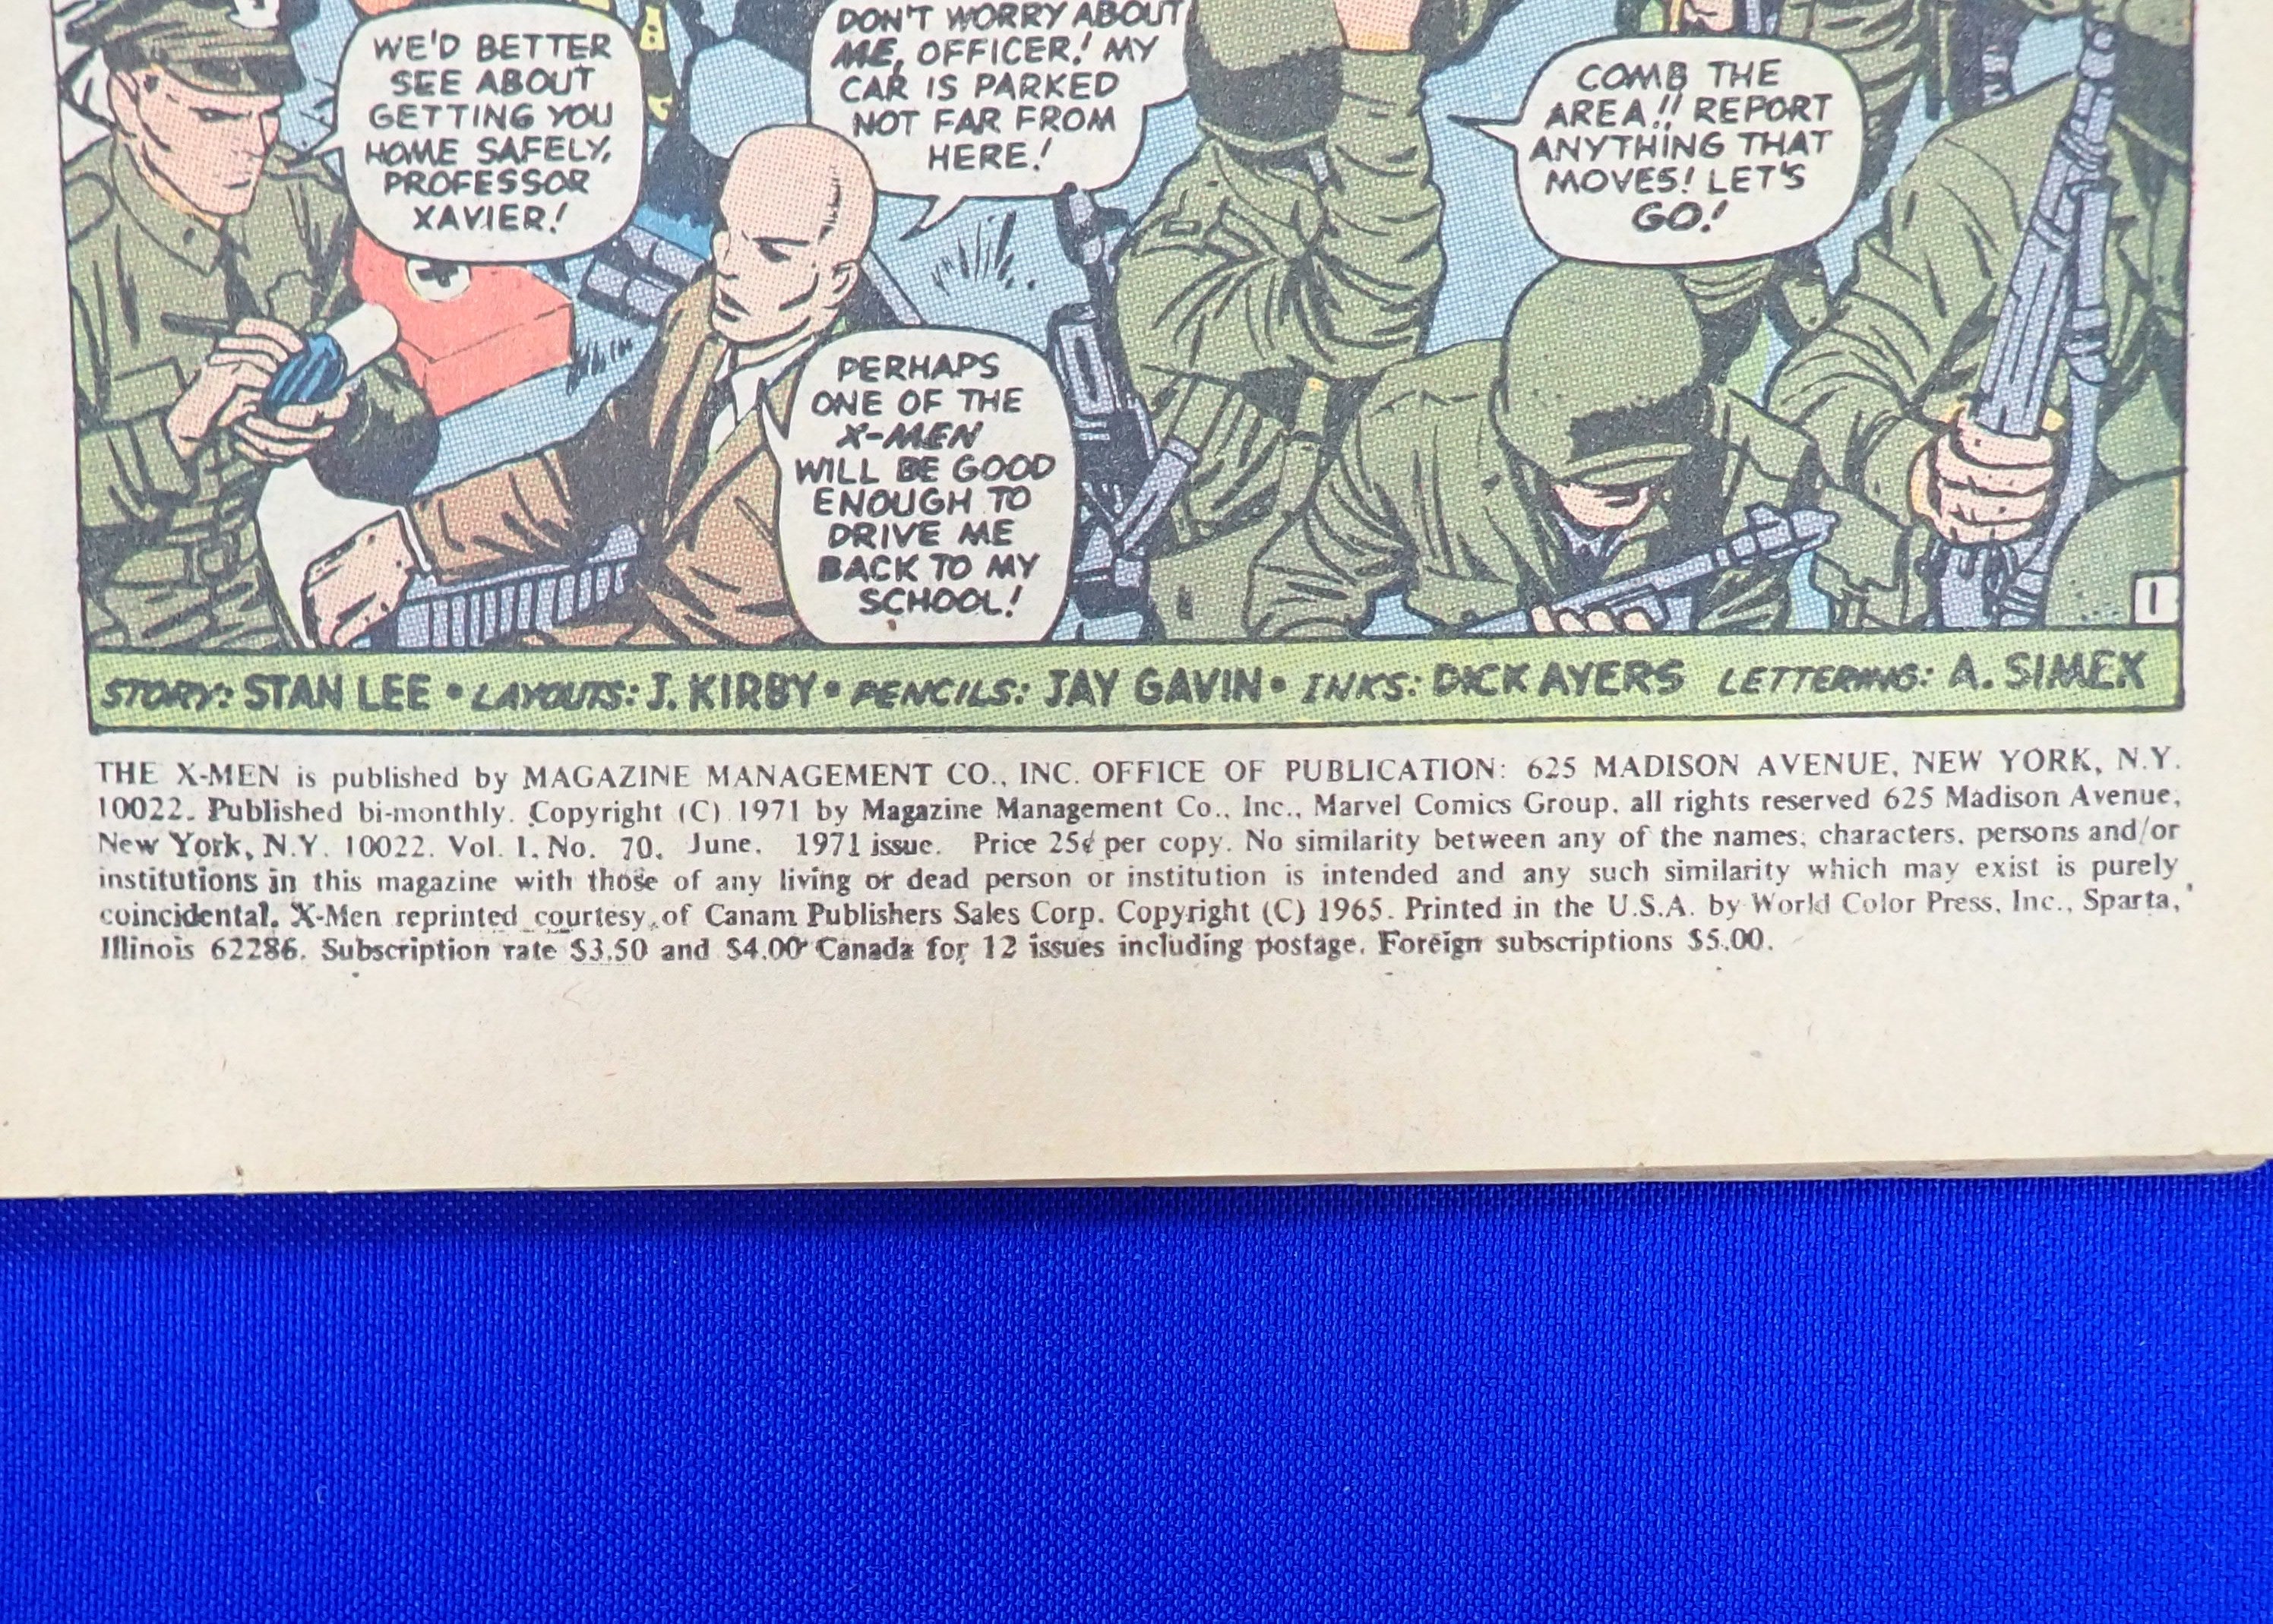 WE'D BETTER
SEE ABOUT
GETTING YOU
HOME SAFELY,
PROFESSOR
XAVIER!
DON'T WORRY ABOUT
ME, OFFICER! MY
CAR IS PARKED
NOT FAR FROM
HERE!
PERHAPS
ONE OF THE
X-MEN
WILL BE GOOD
ENOUGH TO
DRIVE ME
BACK TO MY
SCHOOL!
COMB THE
AREA!! REPORT
ANYTHING THAT
MOVES! LET'S
GO!
1
STORY: STAN LEE • LAYOUTS: J. KIRBY • PENCILS: JAY GAVIN • INKS: DICK AYERS LETTERING: A. SIMEK
THE X-MEN is published by MAGAZINE MANAGEMENT CO., INC. OFFICE OF PUBLICATION: 625 MADISON AVENUE, NEW YORK, N.Y.
10022. Published bi-monthly. Copyright (C) 1971 by Magazine Management Co., Inc., Marvel Comics Group, all rights reserved 625 Madison Avenue,
New York, N.Y. 10022. Vol. 1, No. 70, June, 1971 issue. Price 25¢ per copy. No similarity between any of the names, characters, persons and/or
institutions in this magazine with those of any living or dead person or institution is intended and any such similarity which may exist is purely
coincidental. X-Men reprinted courtesy of Canam Publishers Sales Corp. Copyright (C) 1965. Printed in the U.S.A. by World Color Press, Inc., Sparta,
Illinois 62286. Subscription rate $3.50 and $4.00 Canada for 12 issues including postage. Foreign subscriptions $5.00.